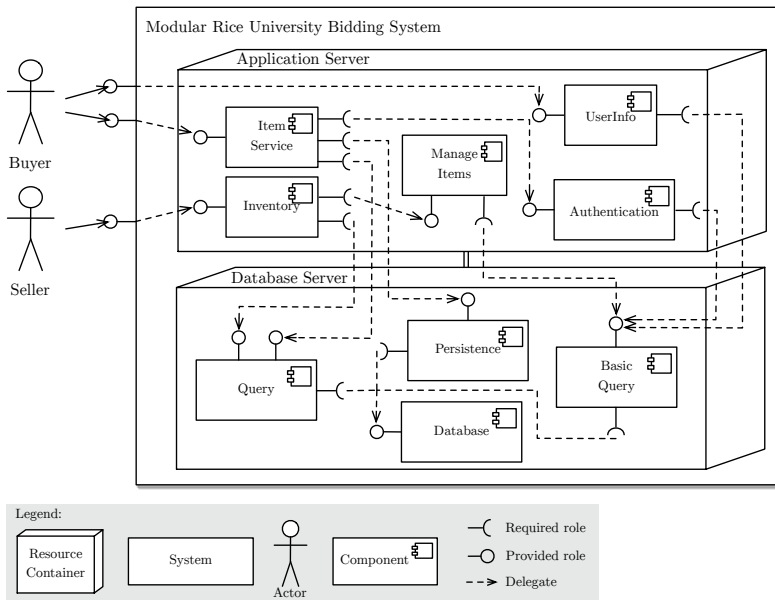 Modular Rice University Bidding System
Application Server
Buyer
Seller
Item
Service
Inventory
Manage
Items
UserInfo
Authentication
Database Server
Query
Persistence
Database
Basic
Query
Legend:
Resource
Container
System
Actor
Component
Required role
Provided role
Delegate